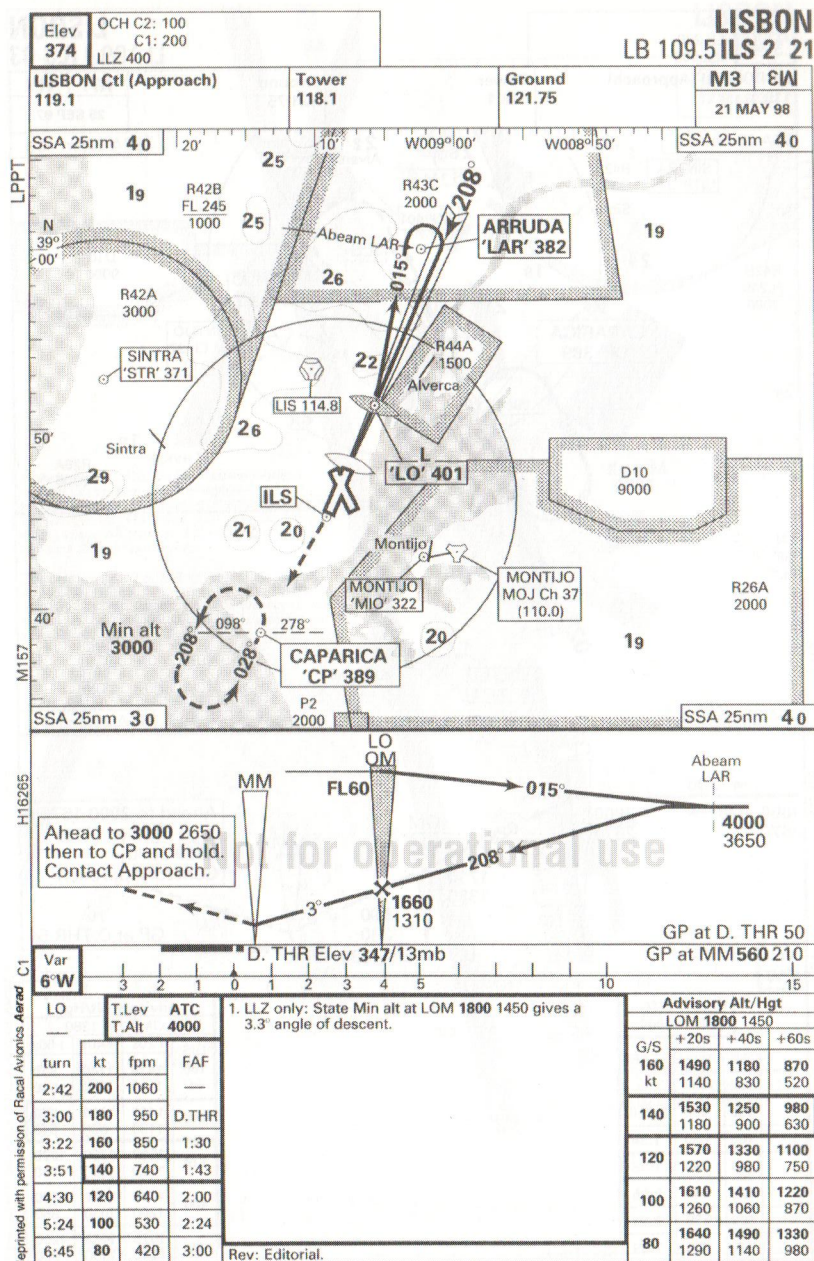 LISBON
LB 109.5 ILS 2 21
Elev 374
OCH C2: 100
C1: 200
LLZ 400
LISBON Ctl (Approach)
119.1
Tower
118.1
Ground
121.75
M3 M3
21 MAY 98
LPPT
SSA 25nm 40
20'
10'
W009°00'
W008°50'
SSA 25nm 40
N
39°
00'
19
R42B
FL 245
1000
25
25
R43C
2000
208°
ARRUDA
'LAR' 382
Abeam LAR
19
26
015°
R42A
3000
SINTRA
'STR' 371
R44A
1500
Alverca
22
LIS 114.8
50'
26
Sintra
L
'LO' 401
D10
9000
29
ILS
21
20
19
Montijo
MONTIJO
'MIO' 322
MONTIJO
MOJ Ch 37
(110.0)
R26A
2000
40'
Min alt
3000
098°
278°
208°
028°
20
19
CAPARICA
'CP' 389
M157
P2
2000
SSA 25nm 30
SSA 25nm 40
H16265
LO
OM
MM
FL60
015°
Abeam
LAR
4000
3650
Ahead to 3000 2650
then to CP and hold.
Contact Approach.
Not for operational use
208°
3°
1660
1310
GP at D. THR 50
D. THR Elev 347/13mb
GP at MM 560 210
C1
Var
6°W
3 2 1 0 1 2 3 4 5 10 15
LO
—
turn
T.Lev ATC
T.Alt 4000
kt fpm FAF
2:42 200 1060 —
3:00 180 950 D.THR
3:22 160 850 1:30
3:51 140 740 1:43
4:30 120 640 2:00
5:24 100 530 2:24
6:45 80 420 3:00
1. LLZ only: State Min alt at LOM 1800 1450 gives a
3.3° angle of descent.
Rev: Editorial.
Advisory Alt/Hgt
LOM 1800 1450
G/S +20s +40s +60s
160 1490 1180 870
kt 1140 830 520
140 1530 1250 980
1180 900 630
120 1570 1330 1100
1220 980 750
100 1610 1410 1220
1260 1060 870
80 1640 1490 1330
1290 1140 980
eprinted with permission of Racal Avionics Aerad